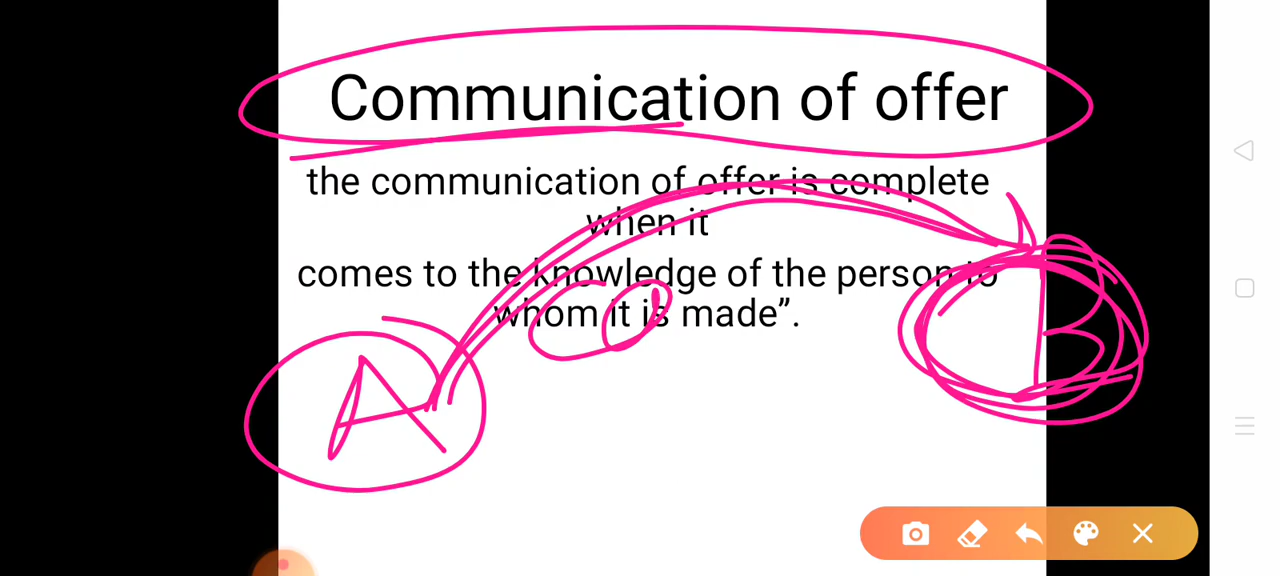 Communication of offer
the communication of offer is complete
when it
comes to the knowledge of the person to
whom it is made”.
A
B